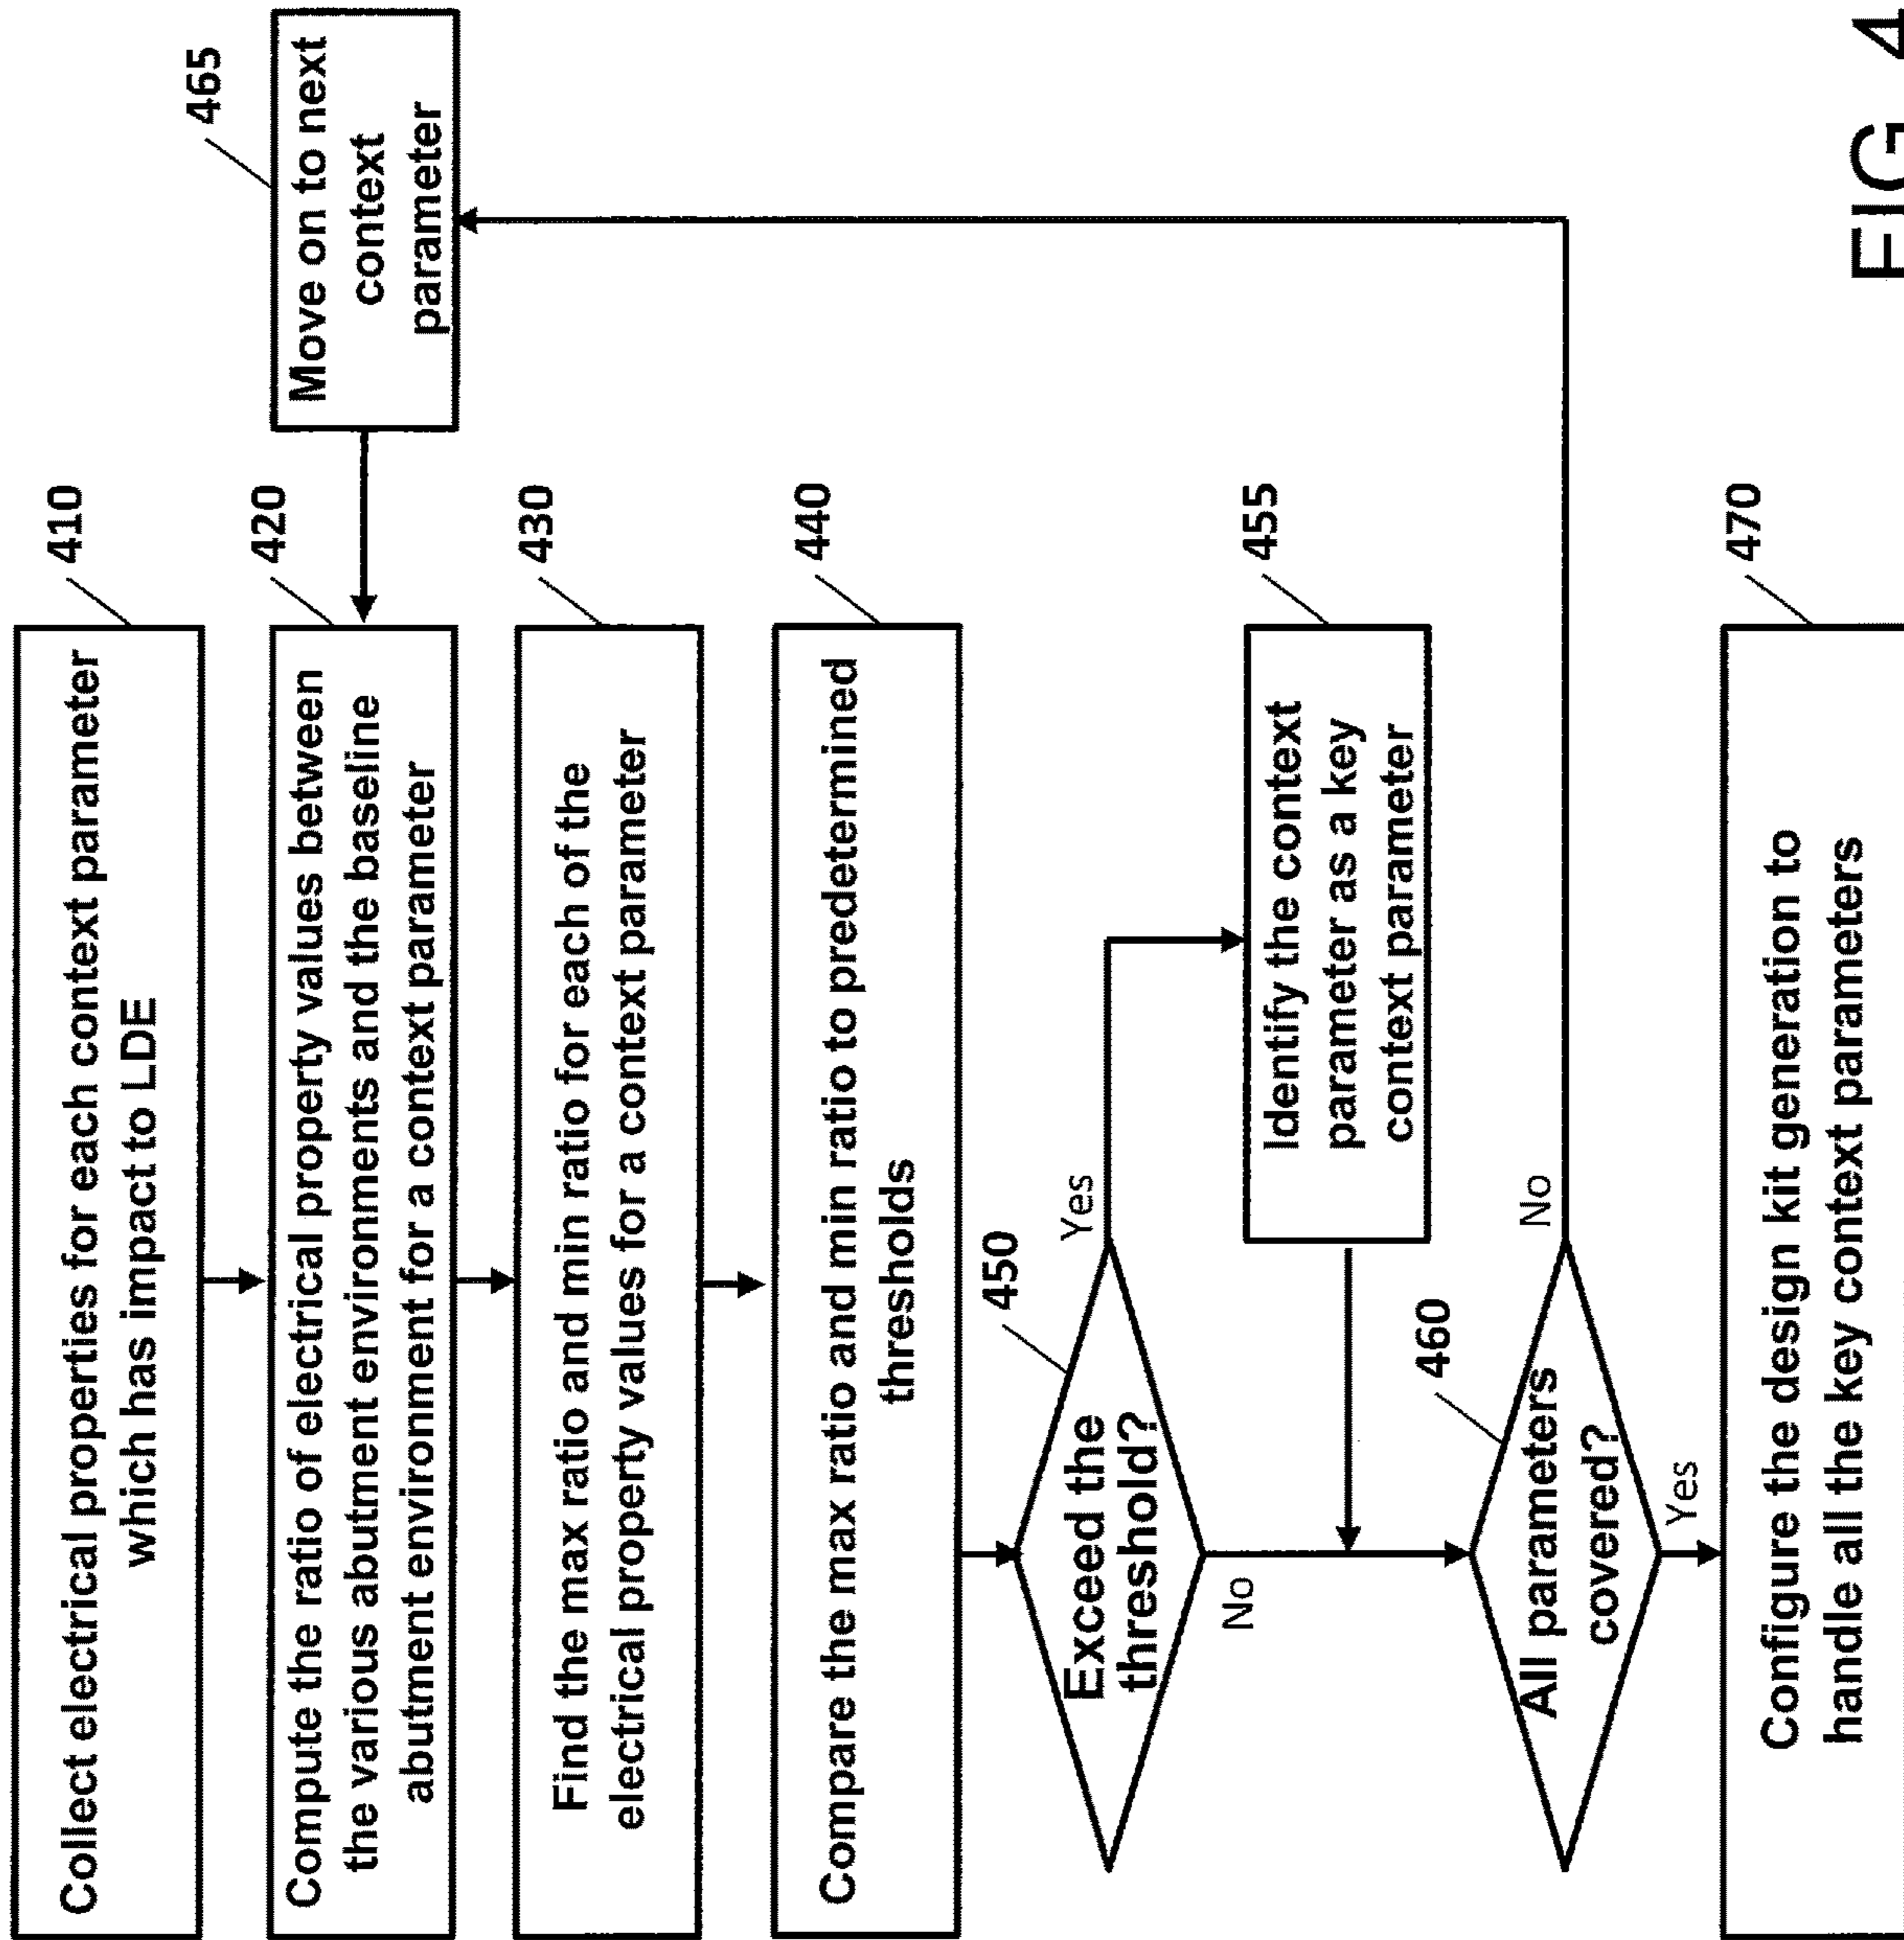 410
Collect electrical properties for each context parameter
which has impact to LDE
465
Move on to next
context
parameter
420
Compute the ratio of electrical property values between
the various abutment environments and the baseline
abutment environment for a context parameter
430
Find the max ratio and min ratio for each of the
electrical property values for a context parameter
440
Compare the max ratio and min ratio to predetermined
thresholds
450
Exceed the
threshold?
Yes
No
455
Identify the context
parameter as a key
context parameter
460
All parameters
covered?
No
Yes
470
Configure the design kit generation to
handle all the key context parameters
FIG. 4